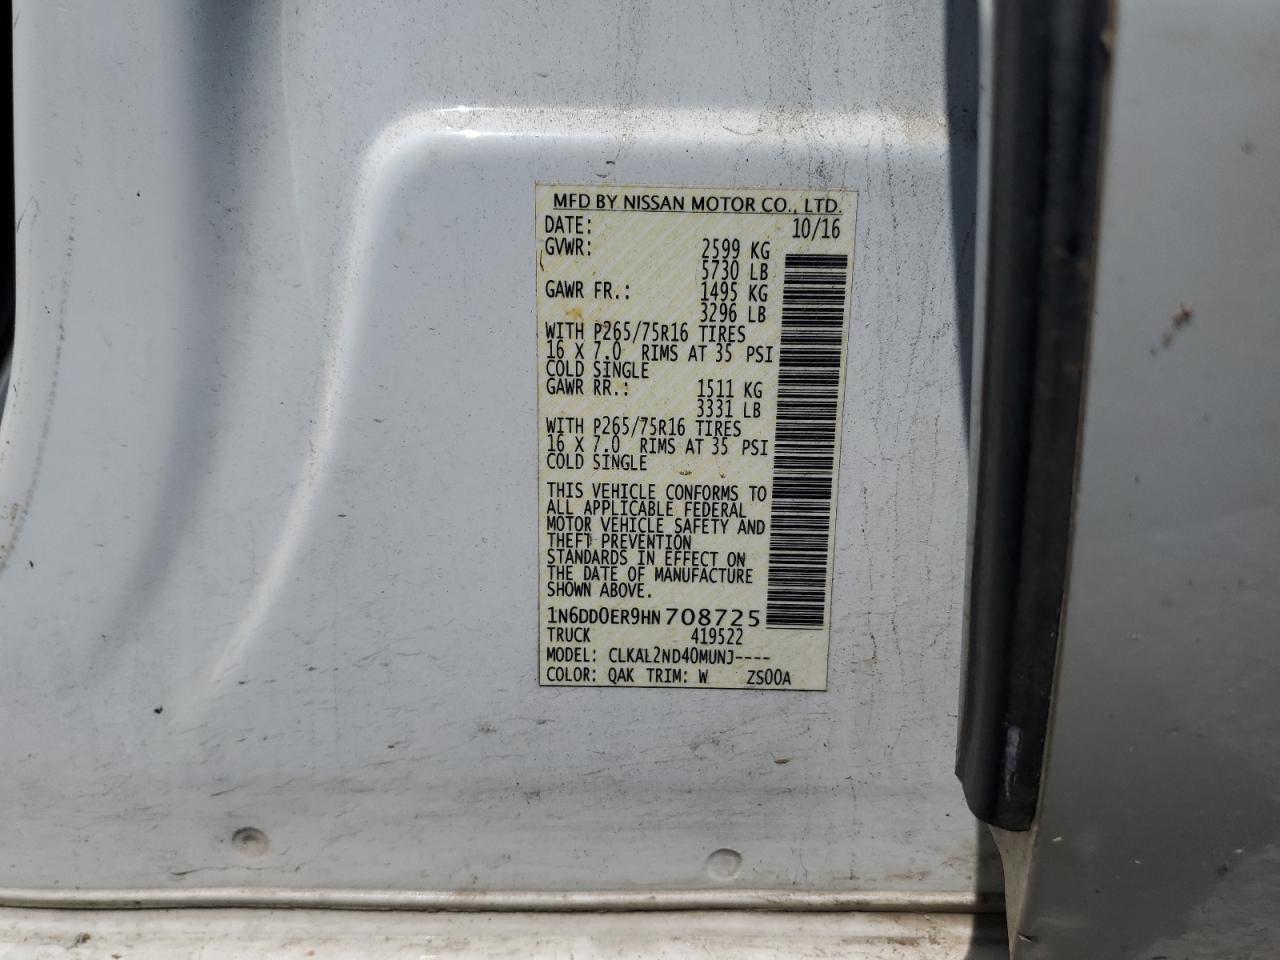 MFD BY NISSAN MOTOR CO., LTD.
DATE: 10/16
GVWR: 2599 KG
5730 LB
GAWR FR.: 1495 KG
3296 LB
WITH P265/75R16 TIRES
16 X 7.0 RIMS AT 35 PSI
COLD SINGLE
GAWR RR.: 1511 KG
3331 LB
WITH P265/75R16 TIRES
16 X 7.0 RIMS AT 35 PSI
COLD SINGLE
THIS VEHICLE CONFORMS TO
ALL APPLICABLE FEDERAL
MOTOR VEHICLE SAFETY AND
THEFT PREVENTION
STANDARDS IN EFFECT ON
THE DATE OF MANUFACTURE
SHOWN ABOVE.
1N6DD0ER9HN708725
TRUCK 419522
MODEL: CLKAL2ND40MUNJ----
COLOR: QAK TRIM: W ZS00A